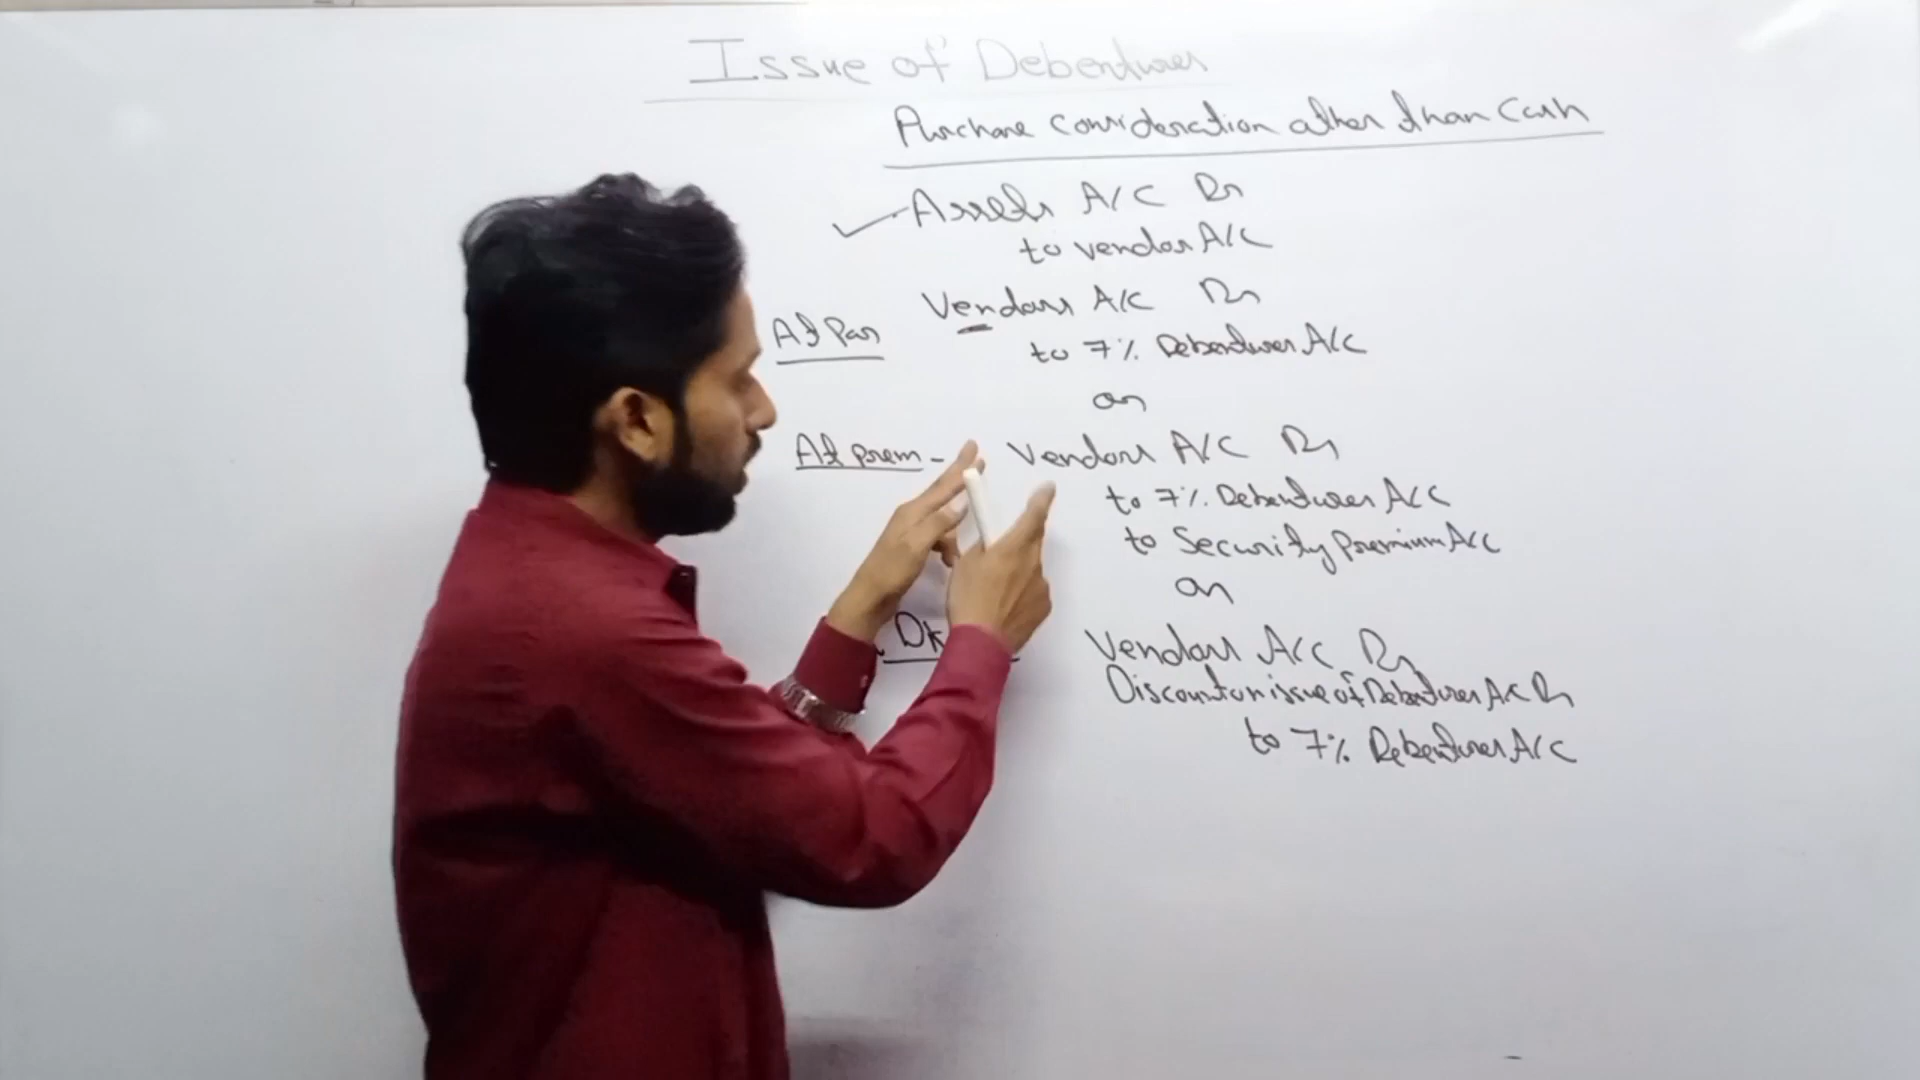 Issue of Debentures
Purchase consideration other than Cash
Assets A/C Dr
to vendor A/C
At Par
Vendors A/C Dr
to 7% Debentures A/C
or
At prem - Vendors A/C Dr
to 7% Debentures A/C
to Security Premium A/C
or
Vendors A/C Dr
Discount on issue of Debentures A/C Dr
to 7% Debentures A/C